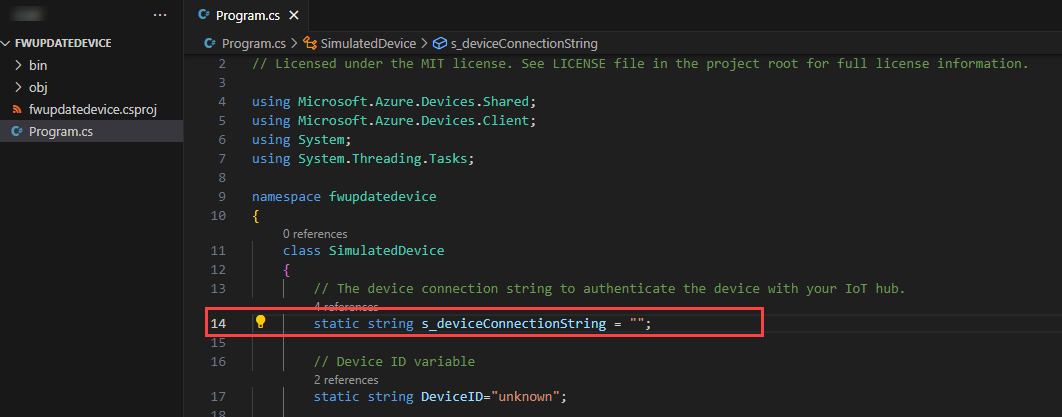 ···
Program.cs
FWUPDATEDEVICE
bin
obj
fwupdatedevice.csproj
C# Program.cs
C# Program.cs > SimulatedDevice > s_deviceConnectionString
2 // Licensed under the MIT license. See LICENSE file in the project root for full license information.
3
4 using Microsoft.Azure.Devices.Shared;
5 using Microsoft.Azure.Devices.Client;
6 using System;
7 using System.Threading.Tasks;
8
9 namespace fwupdatedevice
10 {
0 references
11 class SimulatedDevice
12 {
13 // The device connection string to authenticate the device with your IoT hub.
4 references
14 static string s_deviceConnectionString = "";
15
16 // Device ID variable
2 references
17 static string DeviceID="unknown";
18